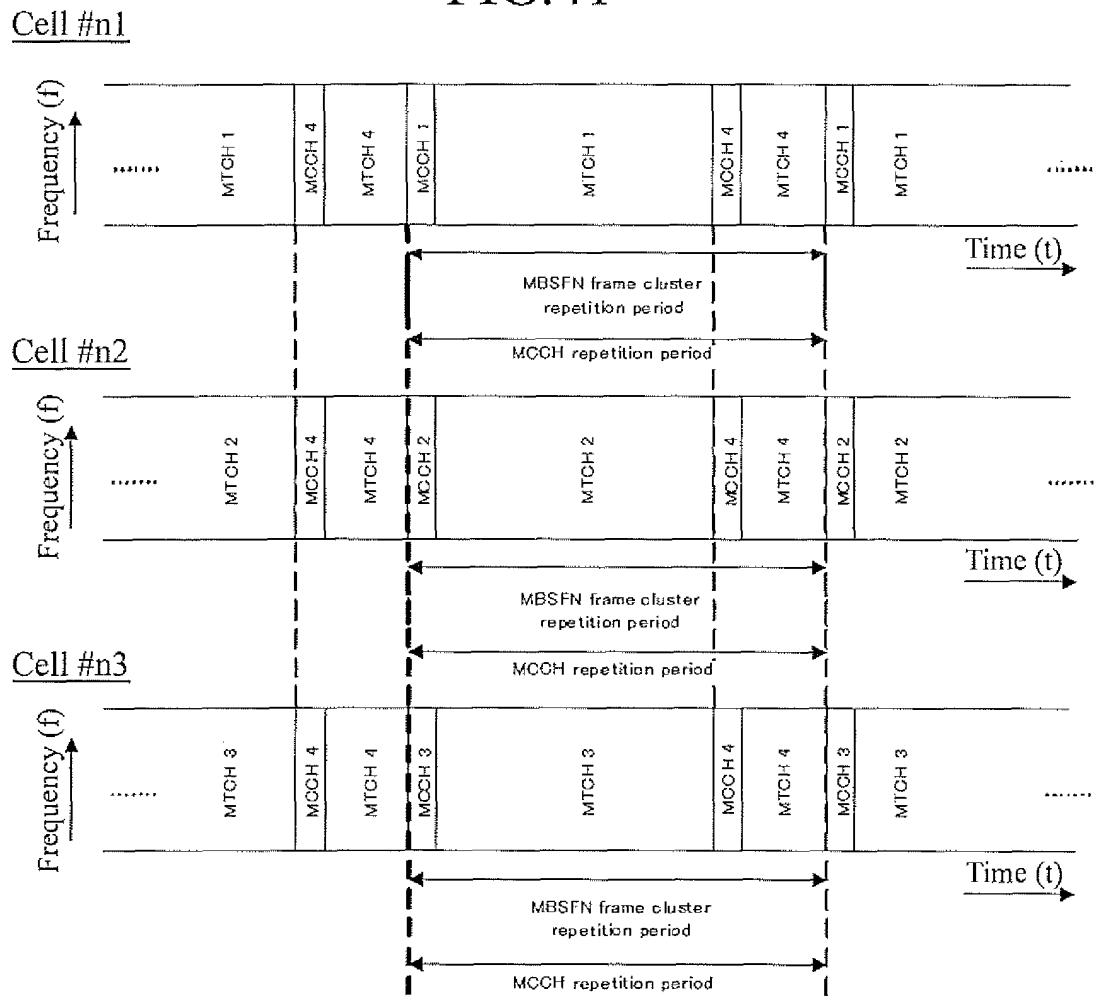 Cell #n1
Frequency (f)
......
MTCH 1
MCCH 4
MTCH 4
MCCH 1
MTCH 1
MCCH 4
MTCH 4
MCCH 1
MTCH 1
......
Time (t)
MBSFN frame cluster
repetition period
MCCH repetition period
Cell #n2
Frequency (f)
......
MTCH 2
MCCH 4
MTCH 4
MCCH 2
MTCH 2
MCCH 4
MTCH 4
MCCH 2
MTCH 2
......
Time (t)
MBSFN frame cluster
repetition period
MCCH repetition period
Cell #n3
Frequency (f)
......
MTCH 3
MCCH 4
MTCH 4
MCCH 3
MTCH 3
MCCH 4
MTCH 4
MCCH 3
MTCH 3
......
Time (t)
MBSFN frame cluster
repetition period
MCCH repetition period